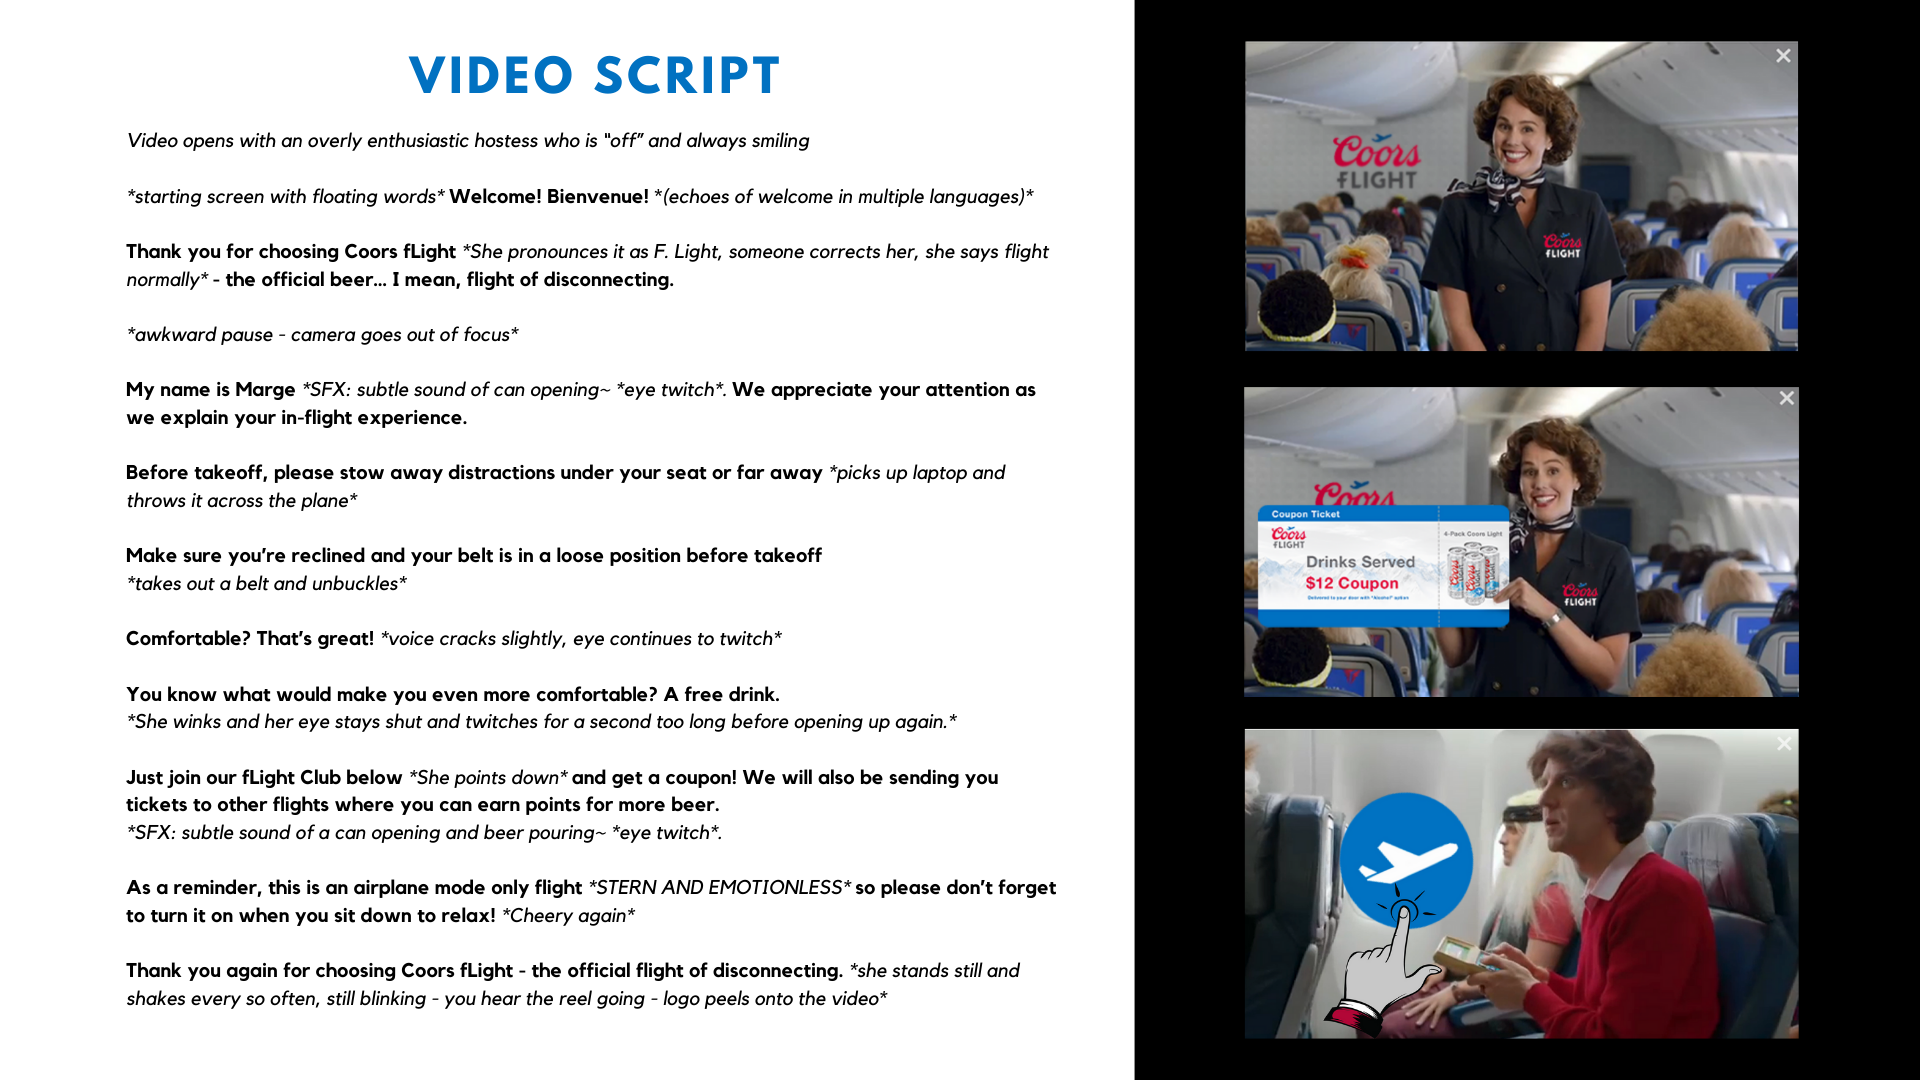 VIDEO SCRIPT
Video opens with an overly enthusiastic hostess who is "off" and always smiling
*starting screen with floating words* Welcome! Bienvenue! *(echoes of welcome in multiple languages)*
Thank you for choosing Coors fLight *She pronounces it as F. Light, someone corrects her, she says flight
normally* - the official beer... I mean, flight of disconnecting.
*awkward pause - camera goes out of focus*
My name is Marge *SFX: subtle sound of can opening~ *eye twitch*. We appreciate your attention as
we explain your in-flight experience.
Before takeoff, please stow away distractions under your seat or far away *picks up laptop and
throws it across the plane*
Make sure you're reclined and your belt is in a loose position before takeoff
*takes out a belt and unbuckles*
Comfortable? That's great! *voice cracks slightly, eye continues to twitch*
You know what would make you even more comfortable? A free drink.
*She winks and her eye stays shut and twitches for a second too long before opening up again.*
Just join our fLight Club below *She points down* and get a coupon! We will also be sending you
tickets to other flights where you can earn points for more beer.
*SFX: subtle sound of a can opening and beer pouring~ *eye twitch*.
As a reminder, this is an airplane mode only flight *STERN AND EMOTIONLESS* so please don't forget
to turn it on when you sit down to relax! *Cheery again*
Thank you again for choosing Coors fLight - the official flight of disconnecting. *she stands still and
shakes every so often, still blinking - you hear the reel going - logo peels onto the video*
Coors
fLIGHT
Coors
fLIGHT
Coors
Coupon Ticket
Coors
fLIGHT
Drinks Served
$12 Coupon
Delivered to your door with "Alcohol" option
4-Pack Coors Light
Coors
Coors
Coors
Coors
fLIGHT